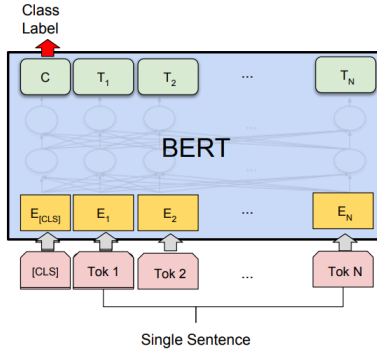 Class
Label
C T1 T2 ... TN
...
BERT
...
E[CLS] E1 E2 ... EN
[CLS] Tok 1 Tok 2 ... Tok N
Single Sentence